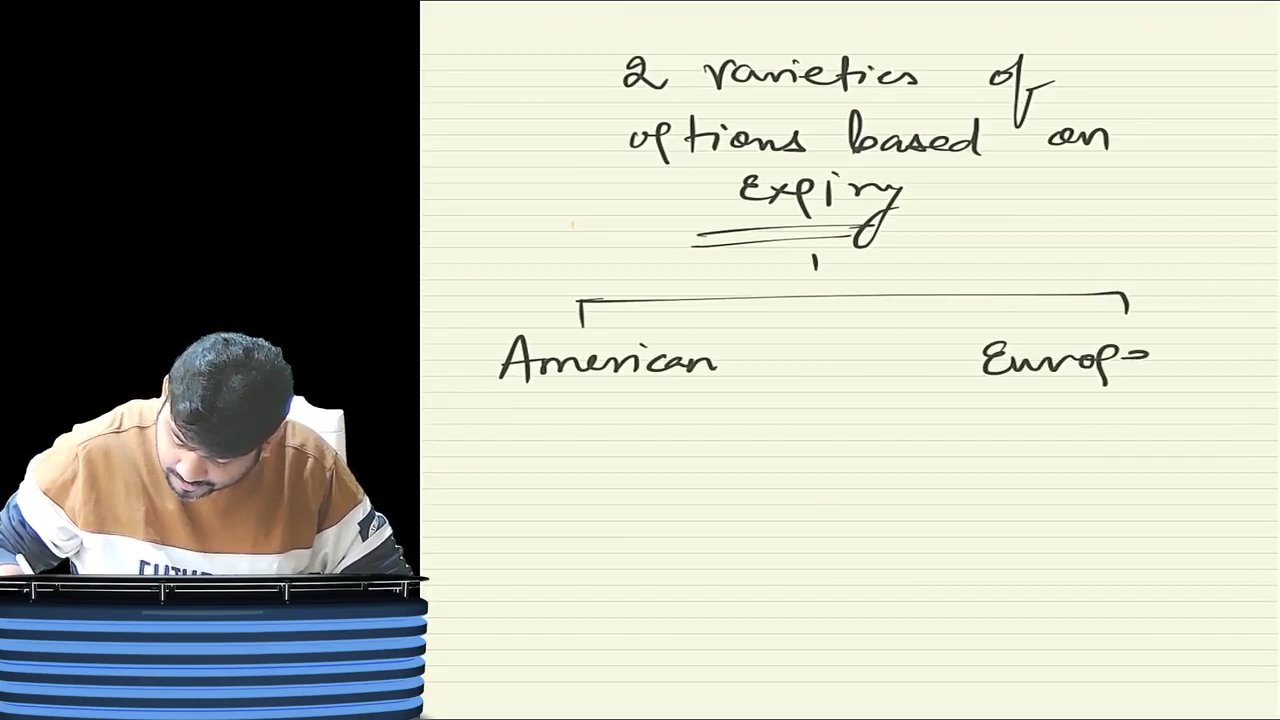 2 varieties of
options based on
Expiry
American Europ